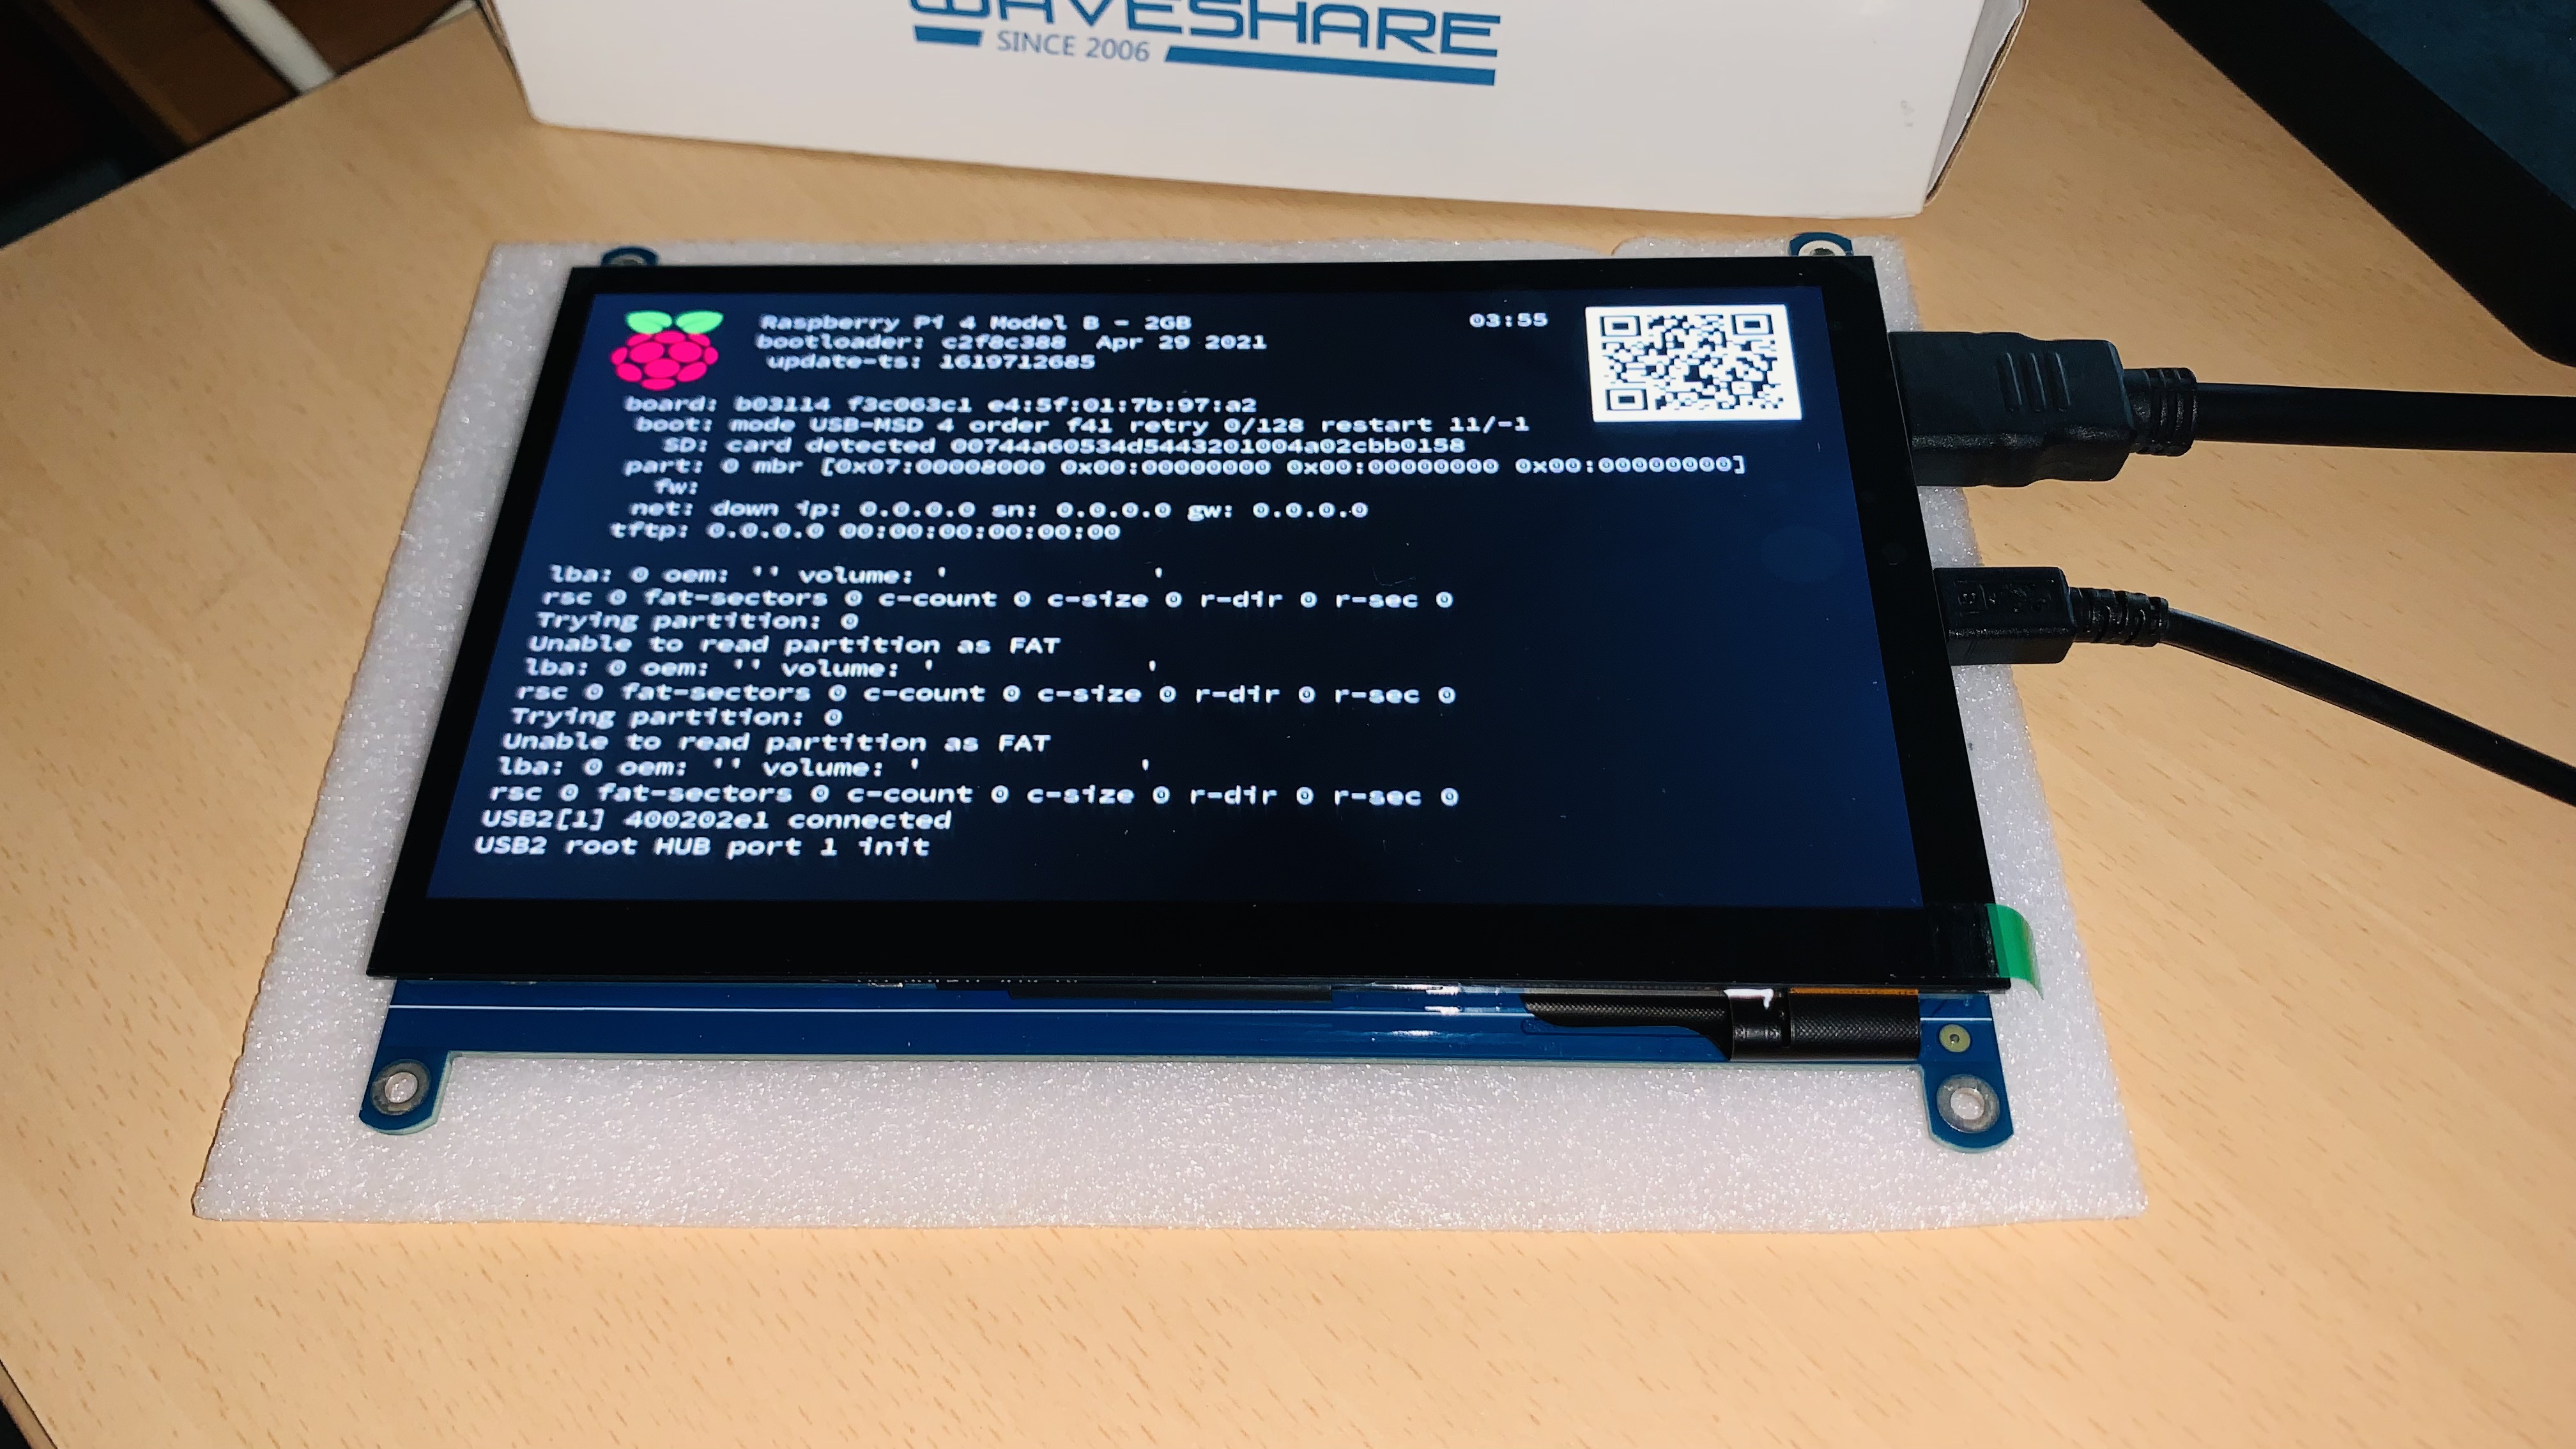 WAVESHARE
SINCE 2006
Raspberry Pi 4 Model B - 2GB
03:55
bootloader: c2f8c388 Apr 29 2021
update-ts: 1619712685
board: b03114 f3c063c1 e4:5f:01:7b:97:a2
boot: mode USB-MSD 4 order f41 retry 0/128 restart 11/-1
SD: card detected 00744a60534d5443201004a02cbb0158
part: 0 mbr [0x07:00008000 0x00:00000000 0x00:00000000 0x00:00000000]
fw:
net: down ip: 0.0.0.0 sn: 0.0.0.0 gw: 0.0.0.0
tftp: 0.0.0.0 00:00:00:00:00:00
lba: 0 oem: '' volume: '           '
rsc 0 fat-sectors 0 c-count 0 c-size 0 r-dir 0 r-sec 0
Trying partition: 0
Unable to read partition as FAT
lba: 0 oem: '' volume: '           '
rsc 0 fat-sectors 0 c-count 0 c-size 0 r-dir 0 r-sec 0
Trying partition: 0
Unable to read partition as FAT
lba: 0 oem: '' volume: '           '
rsc 0 fat-sectors 0 c-count 0 c-size 0 r-dir 0 r-sec 0
USB2[1] 400202e1 connected
USB2 root HUB port 1 init